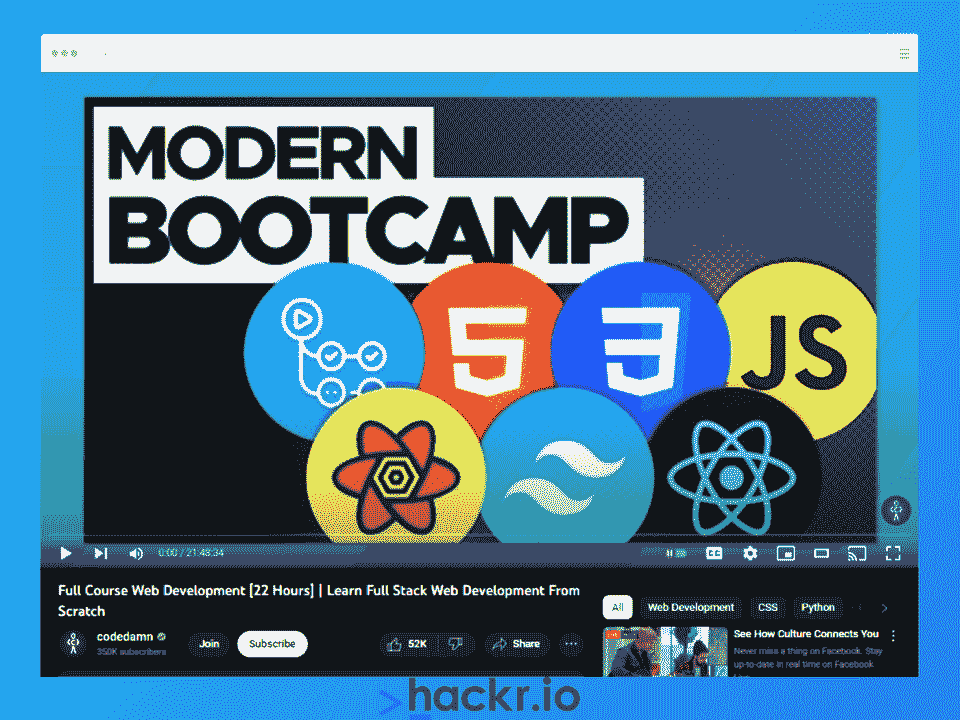 MODERN
BOOTCAMP
5
3
JS
0:00 / 21:48:34
CC
Full Course Web Development [22 Hours] | Learn Full Stack Web Development From
Scratch
codedamn
350K subscribers
Join
Subscribe
52K
Share
All
Web Development
CSS
Python
See How Culture Connects You
Never miss a thing on Facebook. Stay
up-to-date in real time on Facebook
>hackr.io